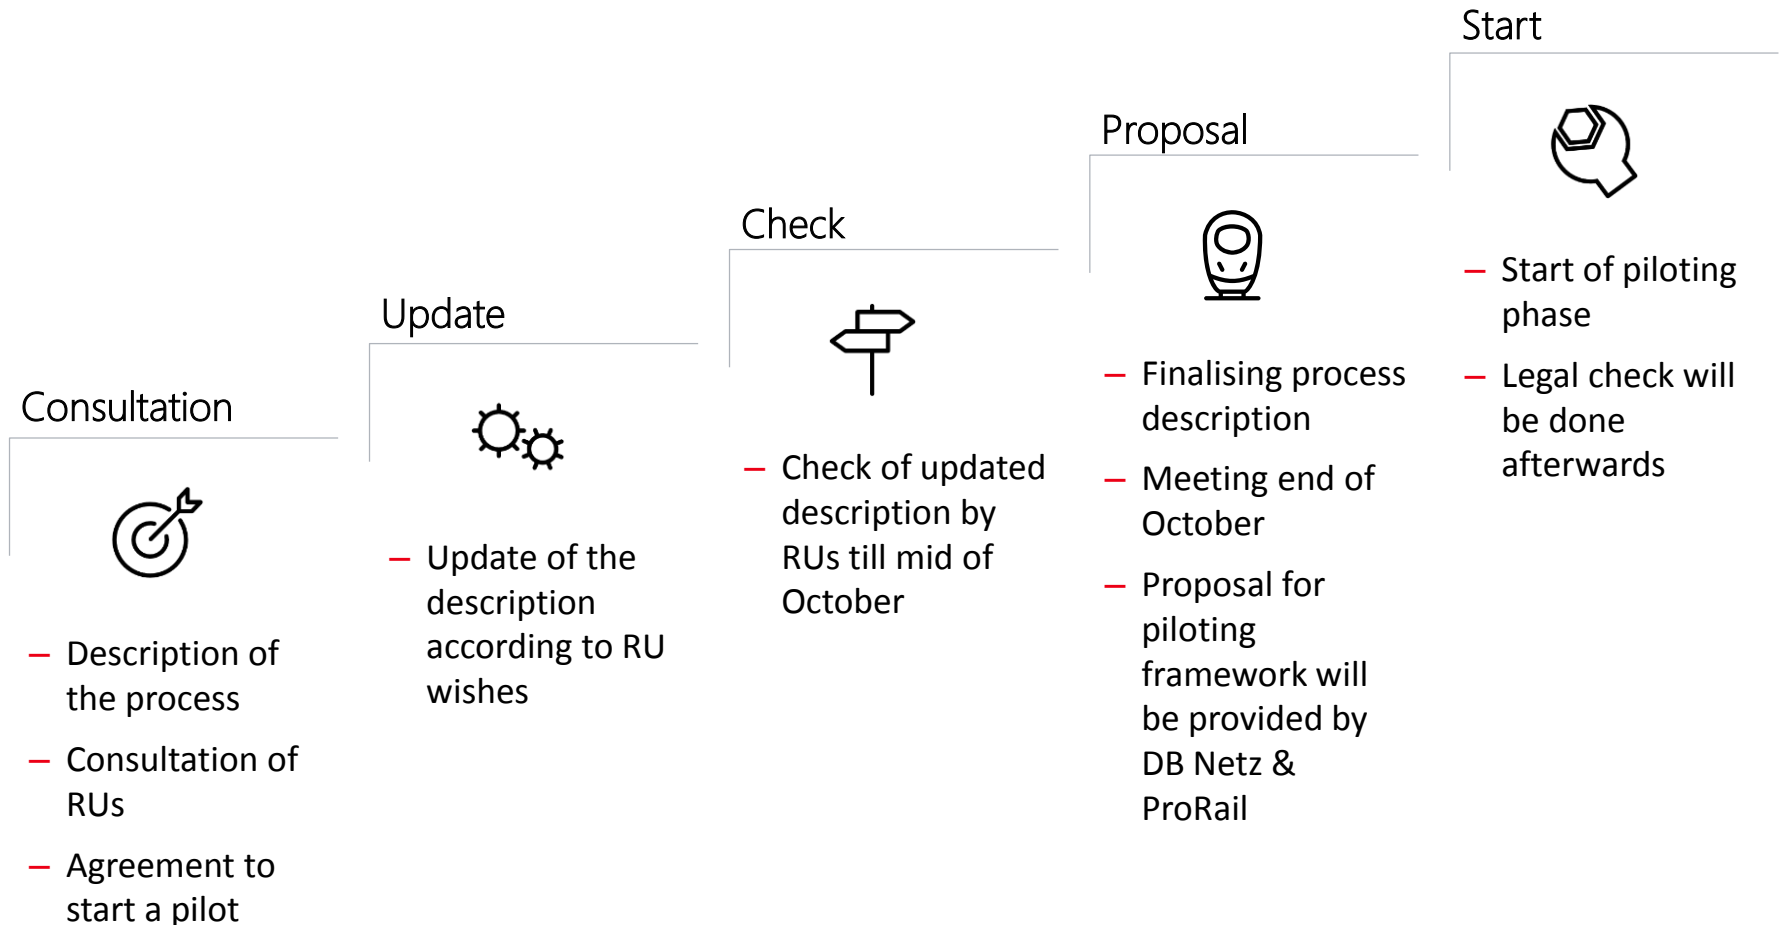 Consultation
– Description of
the process
– Consultation of
RUs
– Agreement to
start a pilot
Update
– Update of the
description
according to RU
wishes
Check
– Check of updated
description by
RUs till mid of
October
Proposal
– Finalising process
description
– Meeting end of
October
– Proposal for
piloting
framework will
be provided by
DB Netz &
ProRail
Start
– Start of piloting
phase
– Legal check will
be done
afterwards